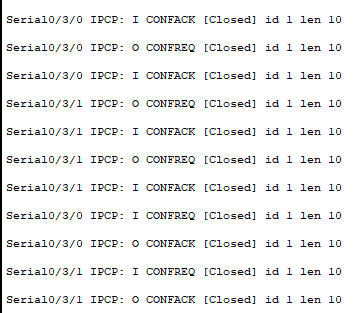 Serial0/3/0 IPCP: I CONFACK [Closed] id 1 len 10
Serial0/3/0 IPCP: O CONFREQ [Closed] id 1 len 10
Serial0/3/0 IPCP: I CONFACK [Closed] id 1 len 10
Serial0/3/1 IPCP: O CONFREQ [Closed] id 1 len 10
Serial0/3/1 IPCP: I CONFACK [Closed] id 1 len 10
Serial0/3/1 IPCP: O CONFREQ [Closed] id 1 len 10
Serial0/3/1 IPCP: I CONFACK [Closed] id 1 len 10
Serial0/3/0 IPCP: I CONFREQ [Closed] id 1 len 10
Serial0/3/0 IPCP: O CONFACK [Closed] id 1 len 10
Serial0/3/1 IPCP: I CONFREQ [Closed] id 1 len 10
Serial0/3/1 IPCP: O CONFACK [Closed] id 1 len 10